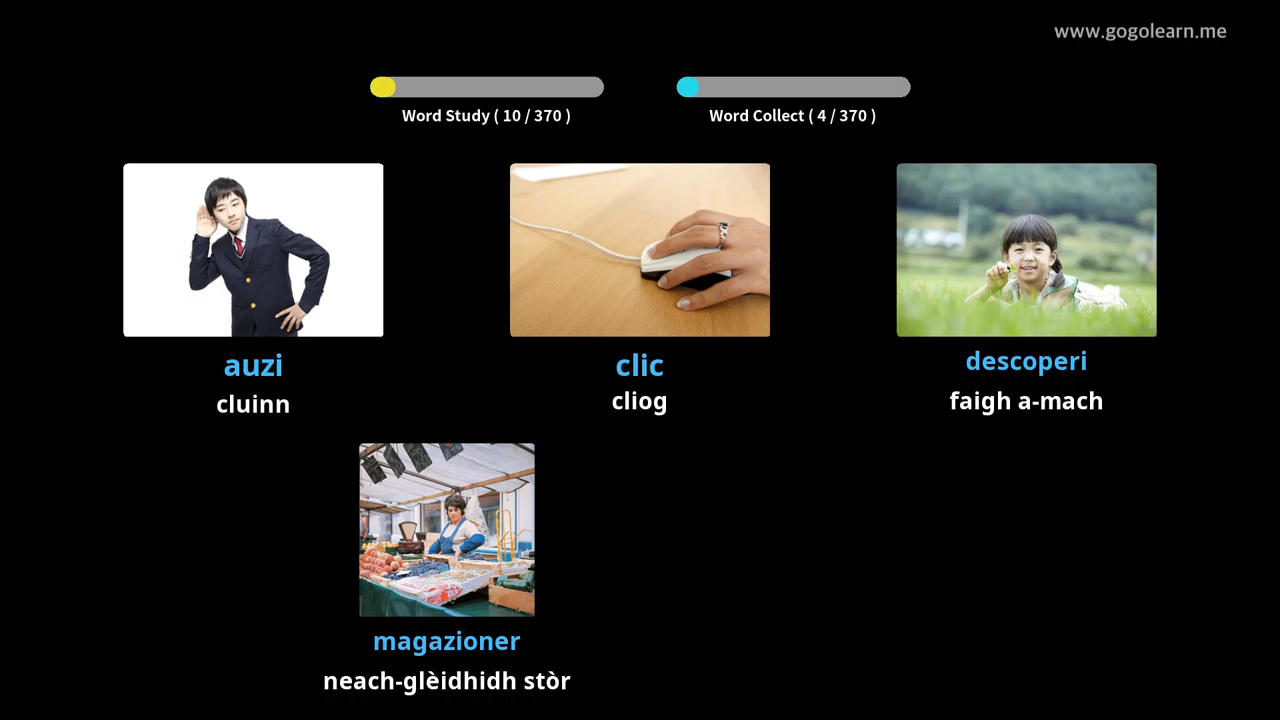 www.gogolearn.me
Word Study ( 10 / 370 )
Word Collect ( 4 / 370 )
auzi
cluinn
clic
cliog
descoperi
faigh a-mach
magazioner
neach-glèidhidh stòr